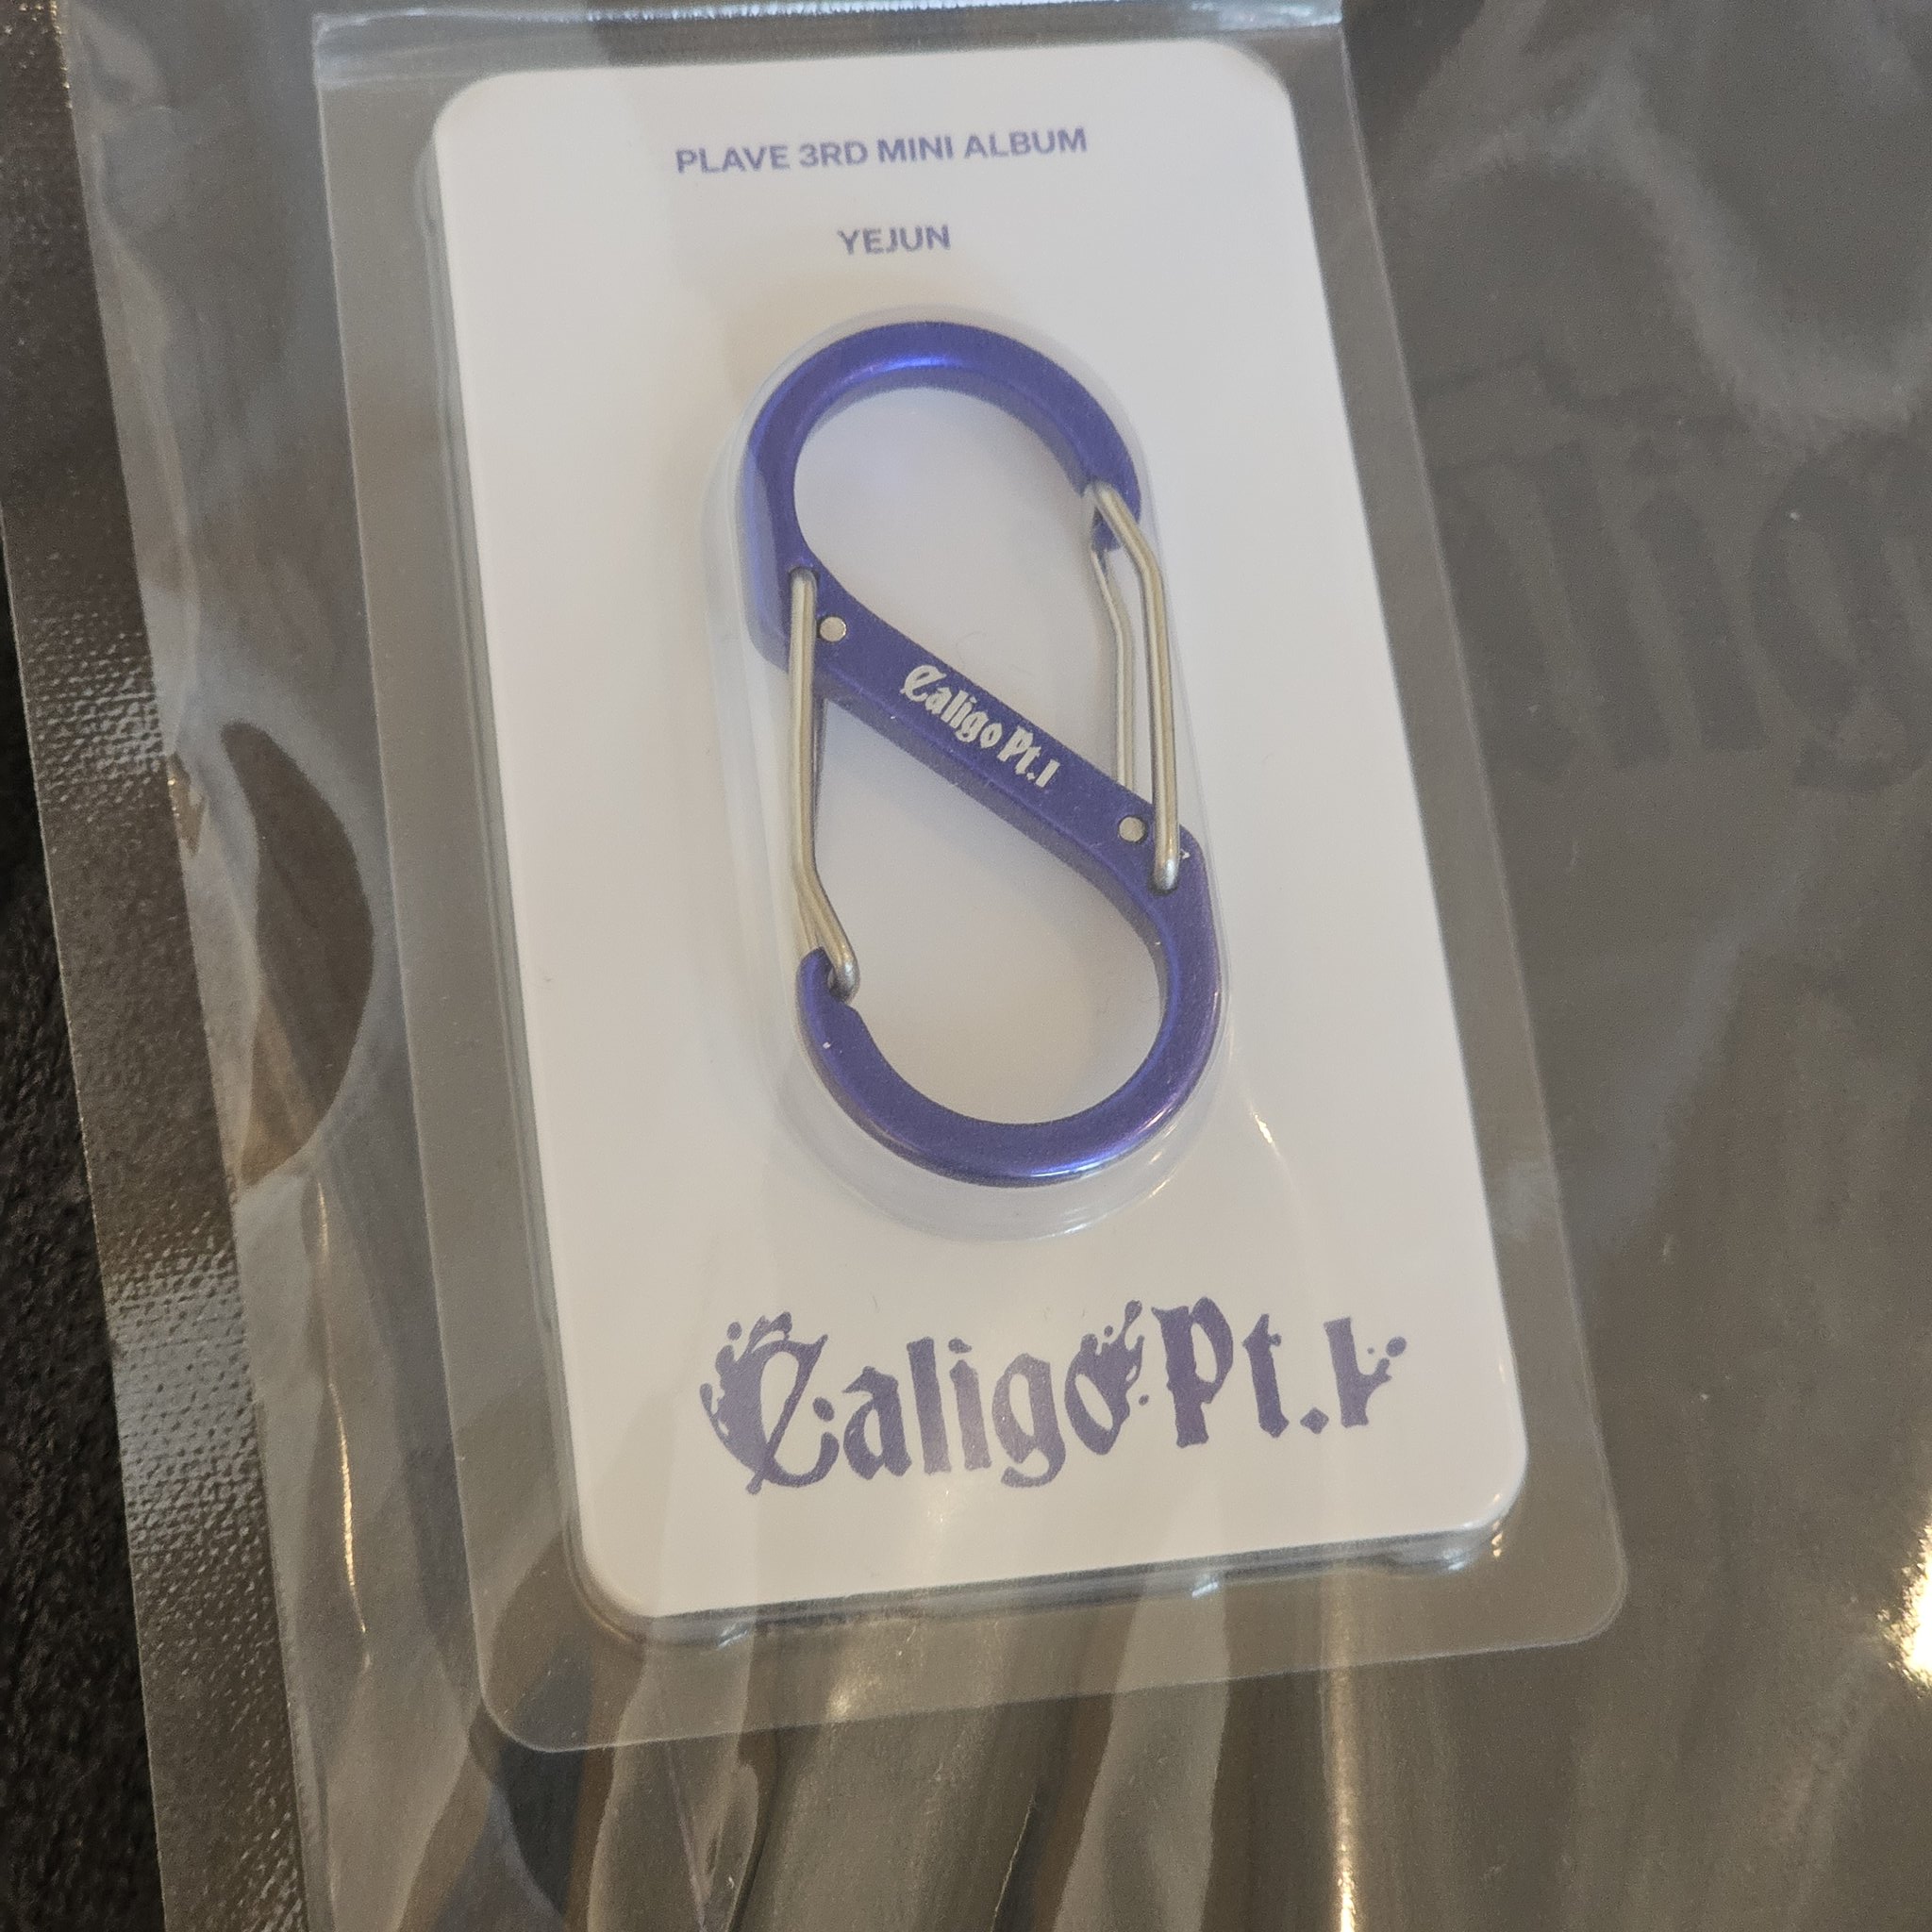 PLAVE 3RD MINI ALBUM
YEJUN
Caligo Pt.1
Caligo Pt.1